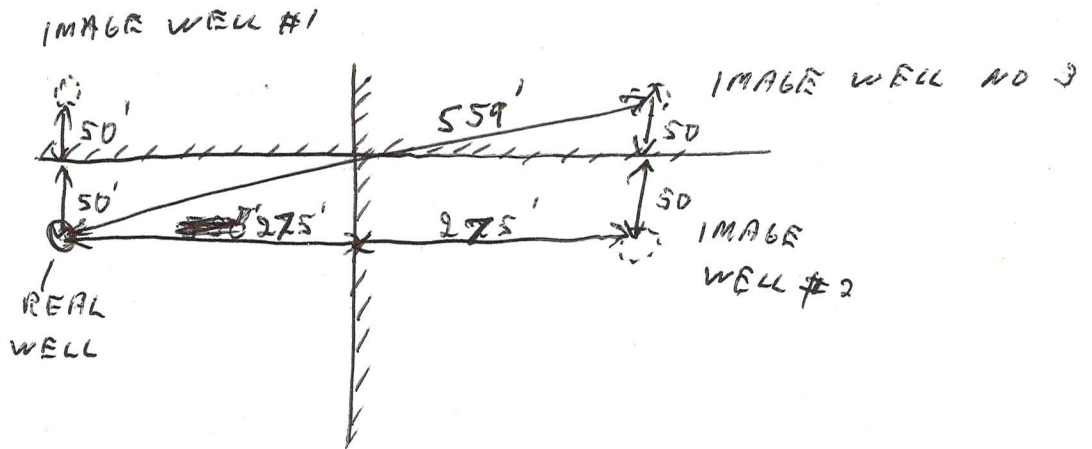 IMAGE WELL #1
IMAGE WELL NO 3
50'
559'
50
50'
275'
275'
50
IMAGE
WELL #2
REAL
WELL